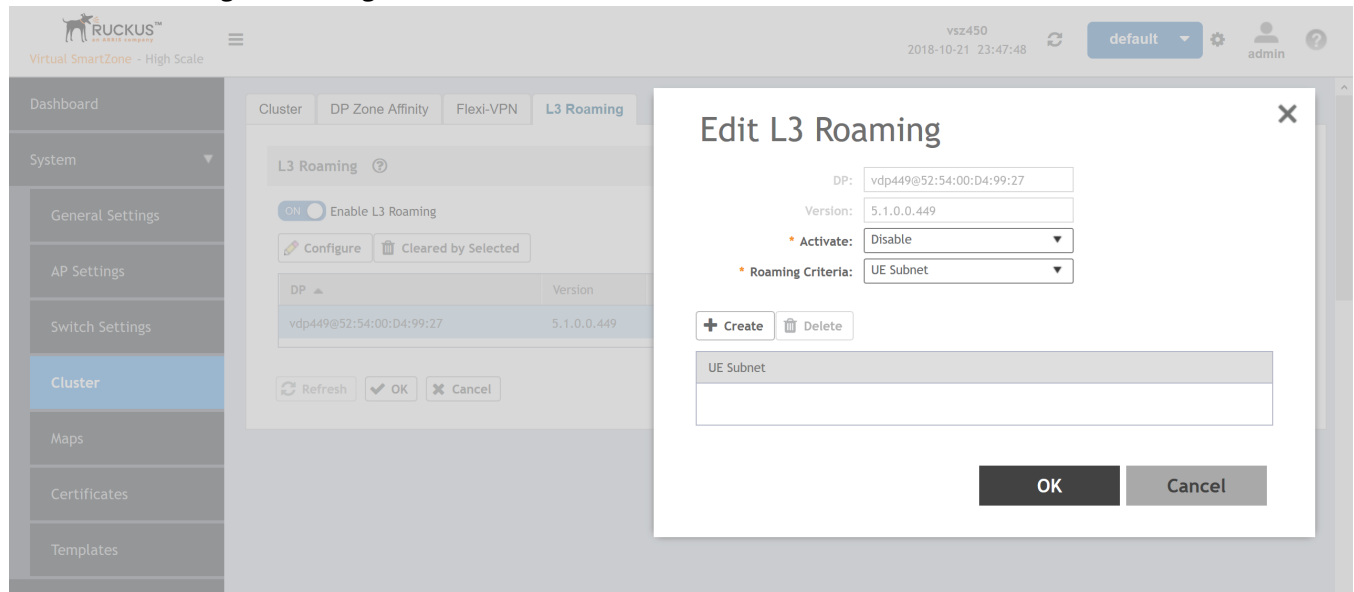 RUCKUS™
an ARRIS company
Virtual SmartZone - High Scale
vsz450
2018-10-21 23:47:48
default
admin
Dashboard
System
General Settings
AP Settings
Switch Settings
Cluster
Maps
Certificates
Templates
Cluster DP Zone Affinity Flexi-VPN L3 Roaming
L3 Roaming ?
ON Enable L3 Roaming
Configure Cleared by Selected
DP Version
vdp449@52:54:00:D4:99:27 5.1.0.0.449
Refresh OK Cancel
Edit L3 Roaming
DP: vdp449@52:54:00:D4:99:27
Version: 5.1.0.0.449
* Activate: Disable
* Roaming Criteria: UE Subnet
+ Create Delete
UE Subnet
OK Cancel